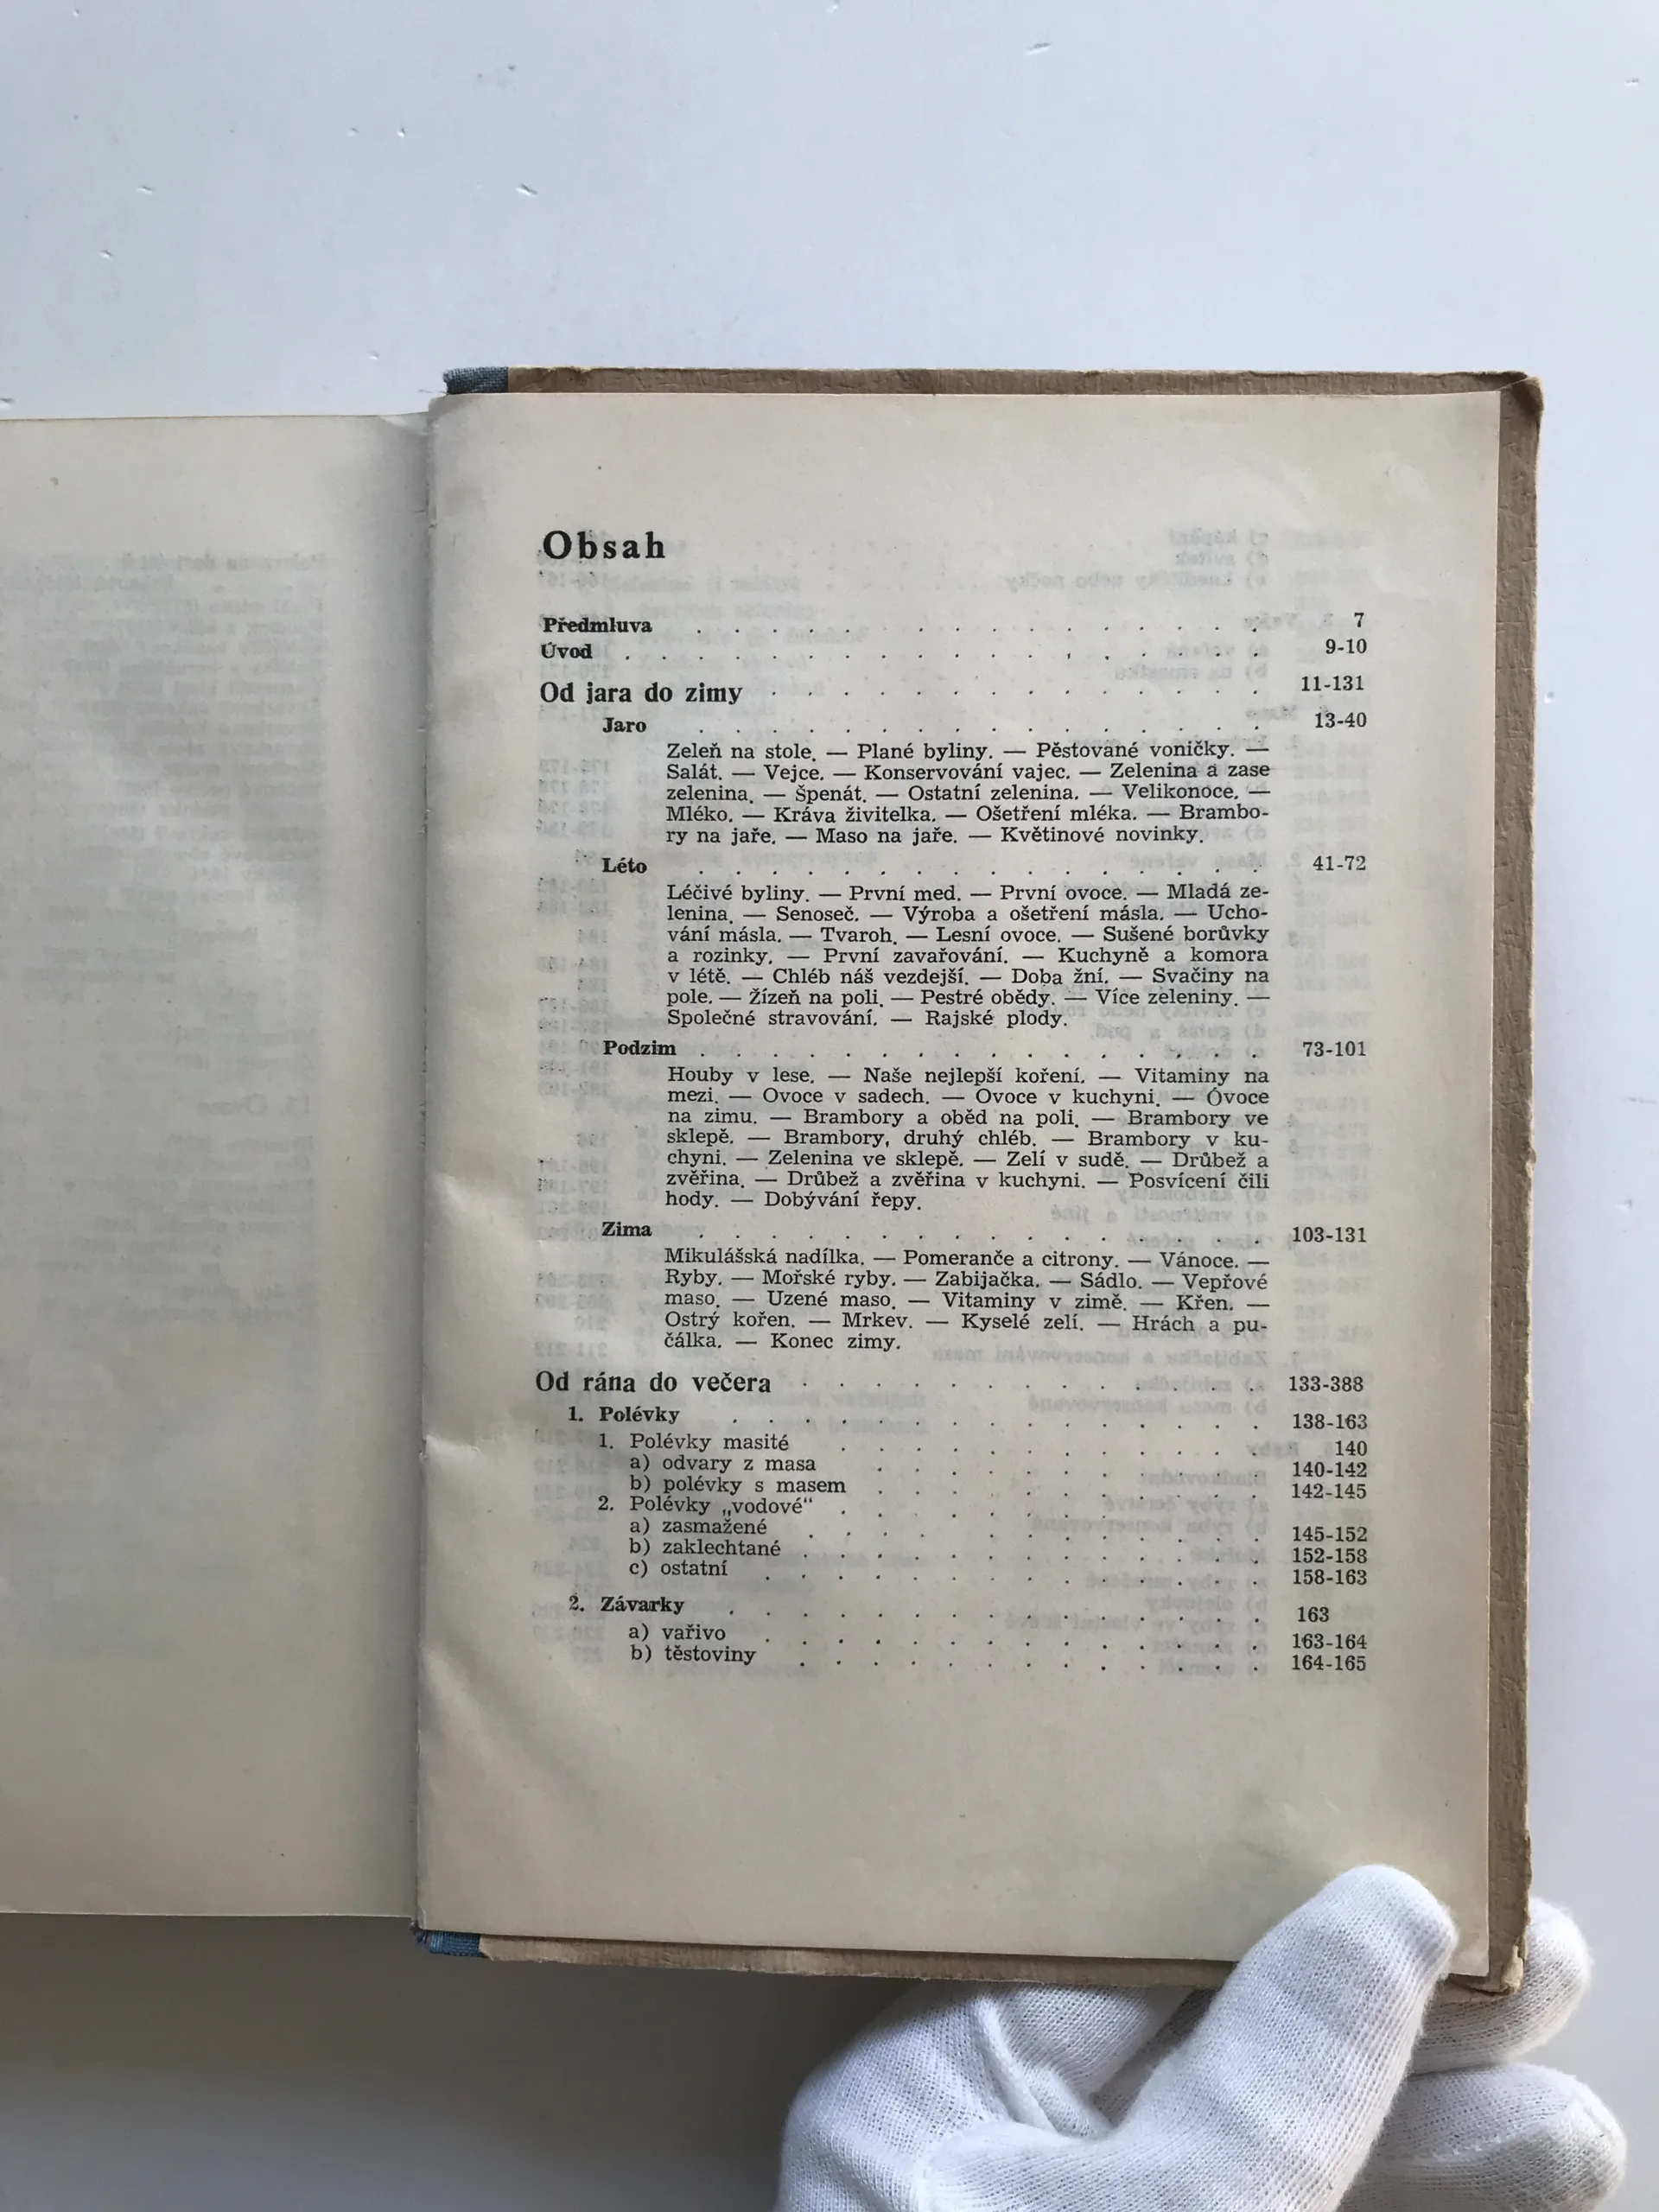 Obsah
Předmluva . . . . . . . . . . . . . . . . 7
Úvod . . . . . . . . . . . . . . . . . . 9-10
Od jara do zimy . . . . . . . . . . . . . . 11-131
Jaro . . . . . . . . . . . . . . . . 13-40
Zeleň na stole. — Plané byliny. — Pěstované voničky. —
Salát. — Vejce. — Konservování vajec. — Zelenina a zase
zelenina. — Špenát. — Ostatní zelenina. — Velikonoce. —
Mléko. — Kráva živitelka. — Ošetření mléka. — Brambo-
ry na jaře. — Maso na jaře. — Květinové novinky.
Léto . . . . . . . . . . . . . . . . 41-72
Léčivé byliny. — První med. — První ovoce. — Mladá ze-
lenina. — Senoseč. — Výroba a ošetření másla. — Ucho-
vání másla. — Tvaroh. — Lesní ovoce. — Sušené borůvky
a rozinky. — První zavařování. — Kuchyně a komora
v létě. — Chléb náš vezdejší. — Doba žní. — Svačiny na
pole. — Žízeň na poli. — Pestré obědy. — Více zeleniny. —
Společné stravování. — Rajské plody.
Podzim . . . . . . . . . . . . . . . . 73-101
Houby v lese. — Naše nejlepší koření. — Vitaminy na
mezi. — Ovoce v sadech. — Ovoce v kuchyni. — Ovoce
na zimu. — Brambory a oběd na poli. — Brambory ve
sklepě. — Brambory, druhý chléb. — Brambory v ku-
chyni. — Zelenina ve sklepě. — Zelí v sudě. — Drůbež a
zvěřina. — Drůbež a zvěřina v kuchyni. — Posvícení čili
hody. — Dobývání řepy.
Zima . . . . . . . . . . . . . . . . 103-131
Mikulášská nadílka. — Pomeranče a citrony. — Vánoce. —
Ryby. — Mořské ryby. — Zabijačka. — Sádlo. — Vepřové
maso. — Uzené maso. — Vitaminy v zimě. — Křen. —
Ostrý kořen. — Mrkev. — Kyselé zelí. — Hrách a pu-
čálka. — Konec zimy.
Od rána do večera . . . . . . . . . . . . . 133-388
1. Polévky . . . . . . . . . . . . . . . 138-163
1. Polévky masité . . . . . . . . . . . . 140
a) odvary z masa . . . . . . . . . . . 140-142
b) polévky s masem . . . . . . . . . . . 142-145
2. Polévky „vodové“ . . . . . . . . . . . .
a) zasmažené . . . . . . . . . . . . . 145-152
b) zaklechtané . . . . . . . . . . . . . 152-158
c) ostatní . . . . . . . . . . . . . . 158-163
2. Závarky . . . . . . . . . . . . . . . 163
a) vařivo . . . . . . . . . . . . . . 163-164
b) těstoviny . . . . . . . . . . . . . 164-165